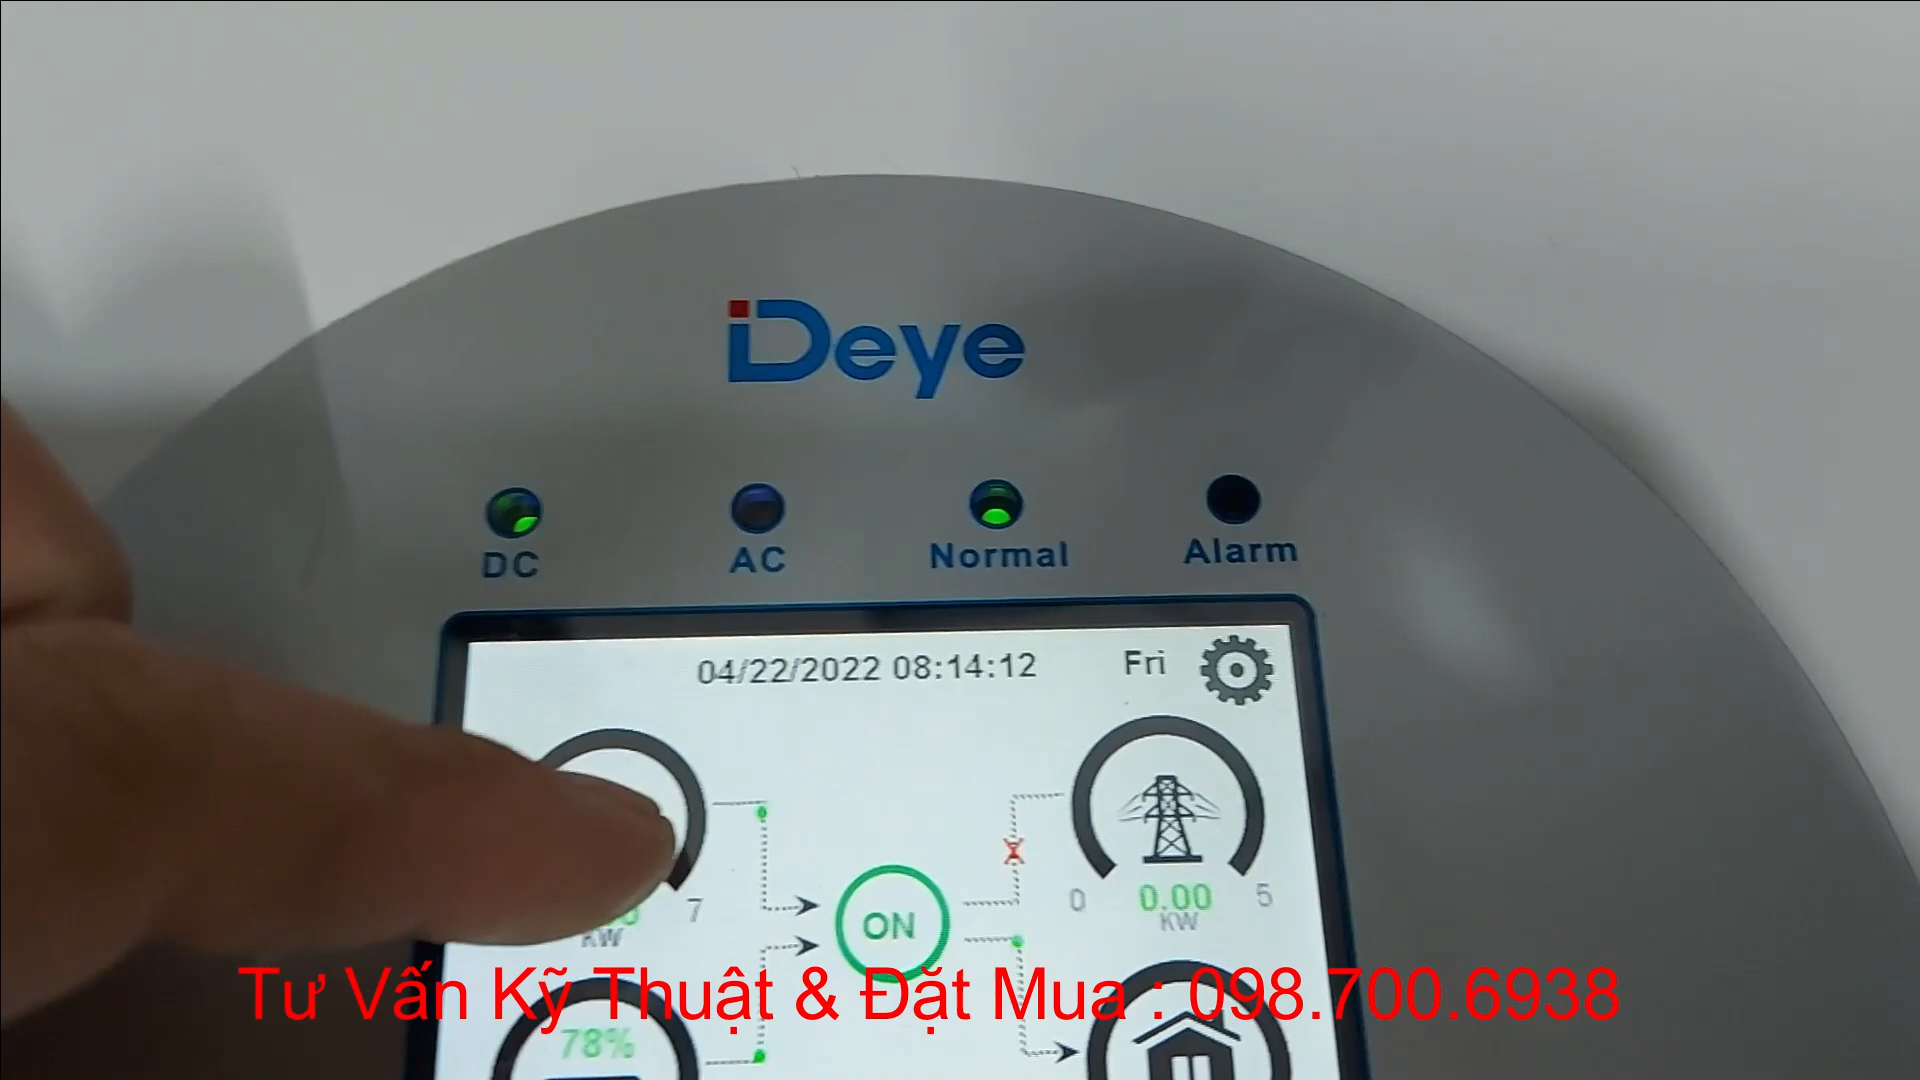 Deye
DC AC Normal Alarm
04/22/2022 08:14:12 Fri
7
KW
ON
0 0.00 5
KW
78%
Tư Vấn Kỹ Thuật & Đặt Mua : 098.700.6938